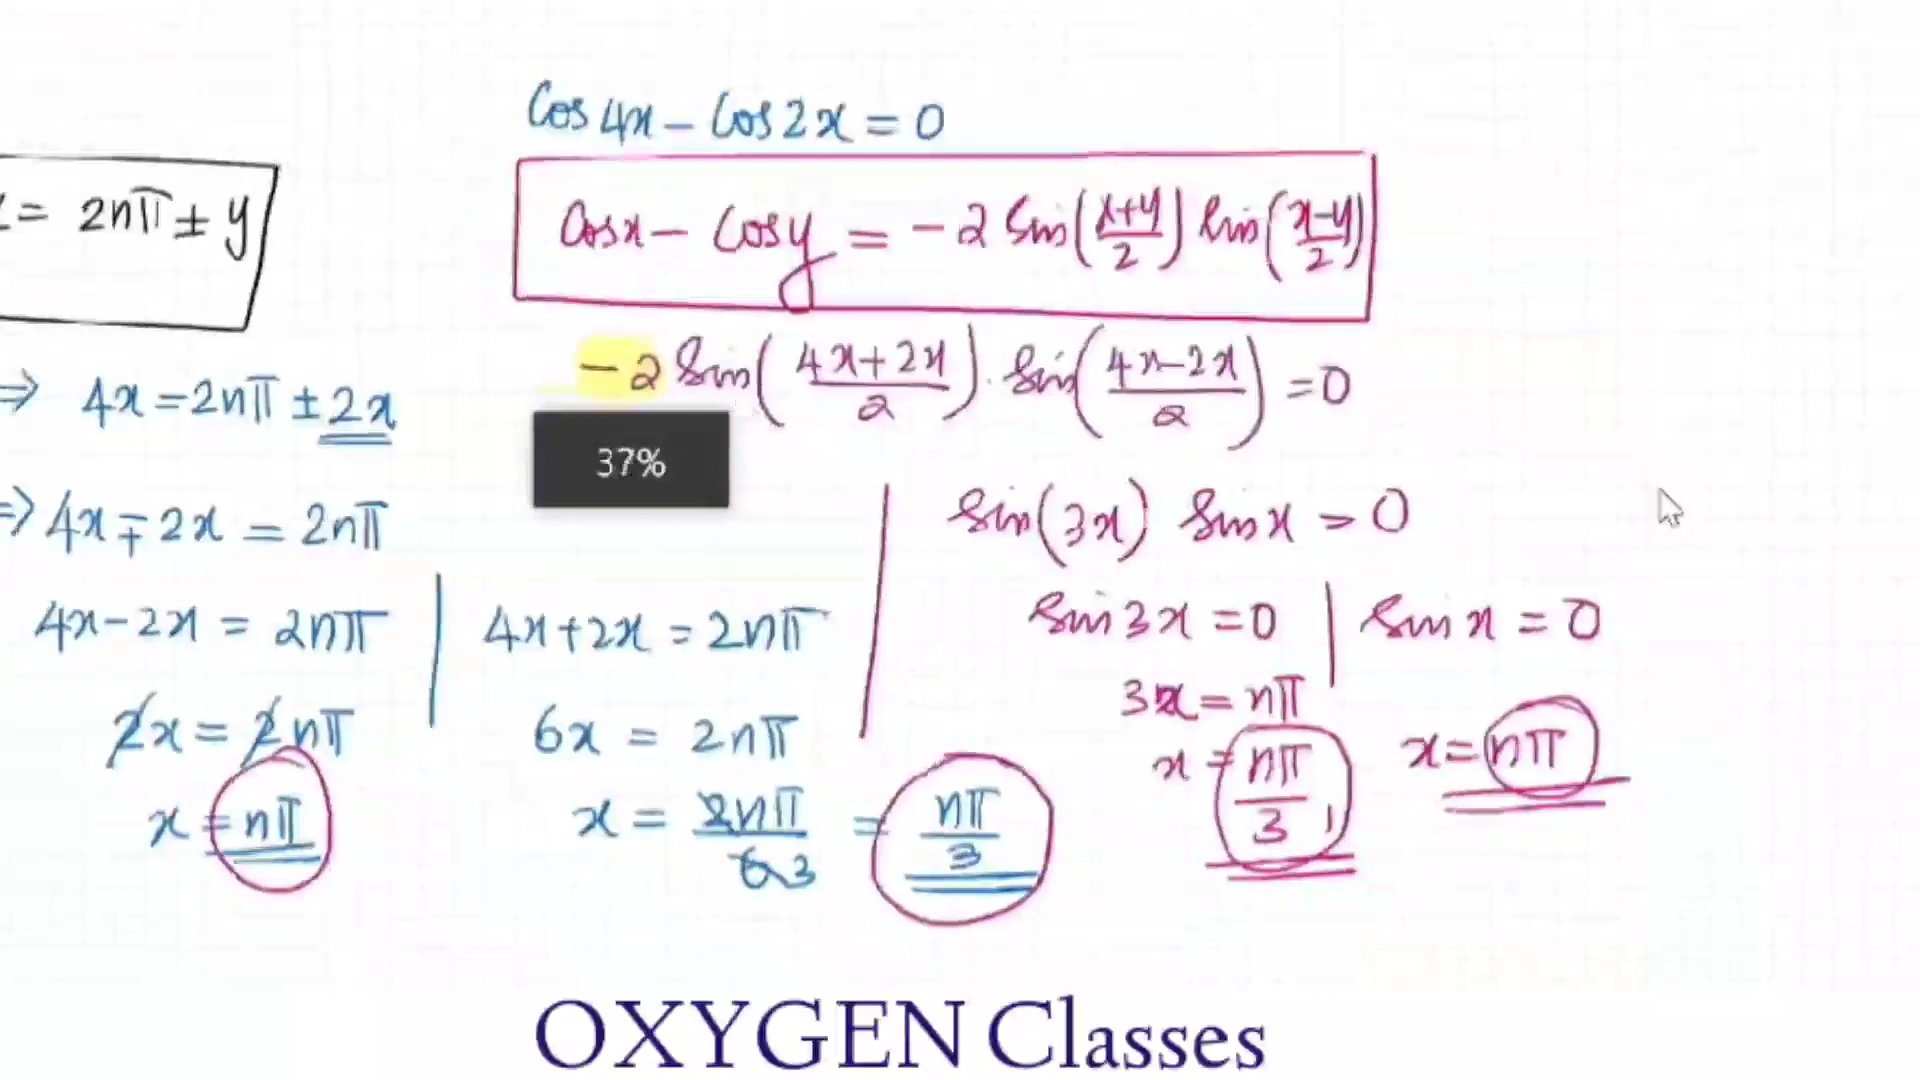 cos 4x - cos 2x = 0
= 2nπ ± y
cos x - cos y = -2 sin((x+y)/2) sin((x-y)/2)
-2 sin((4x+2x)/2) . sin((4x-2x)/2) = 0
⇒ 4x = 2nπ ± 2x
37%
⇒ 4x ∓ 2x = 2nπ
sin(3x) sin x = 0
4x - 2x = 2nπ
4x + 2x = 2nπ
sin 3x = 0
sin x = 0
2x = 2nπ
6x = 2nπ
3x = nπ
x = nπ/3,
x = nπ
x = nπ
x = 2nπ/6 3 = nπ/3
OXYGEN Classes